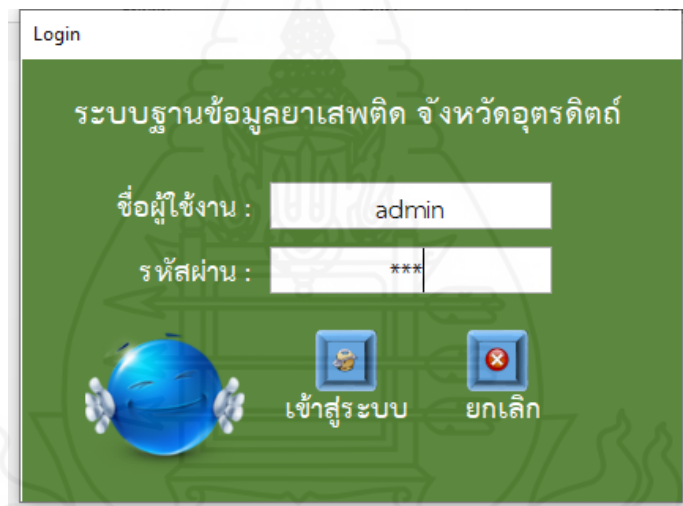 Login
ระบบฐานข้อมูลยาเสพติด จังหวัดอุตรดิตถ์
ชื่อผู้ใช้งาน : admin
รหัสผ่าน : ***
เข้าสู่ระบบ ยกเลิก